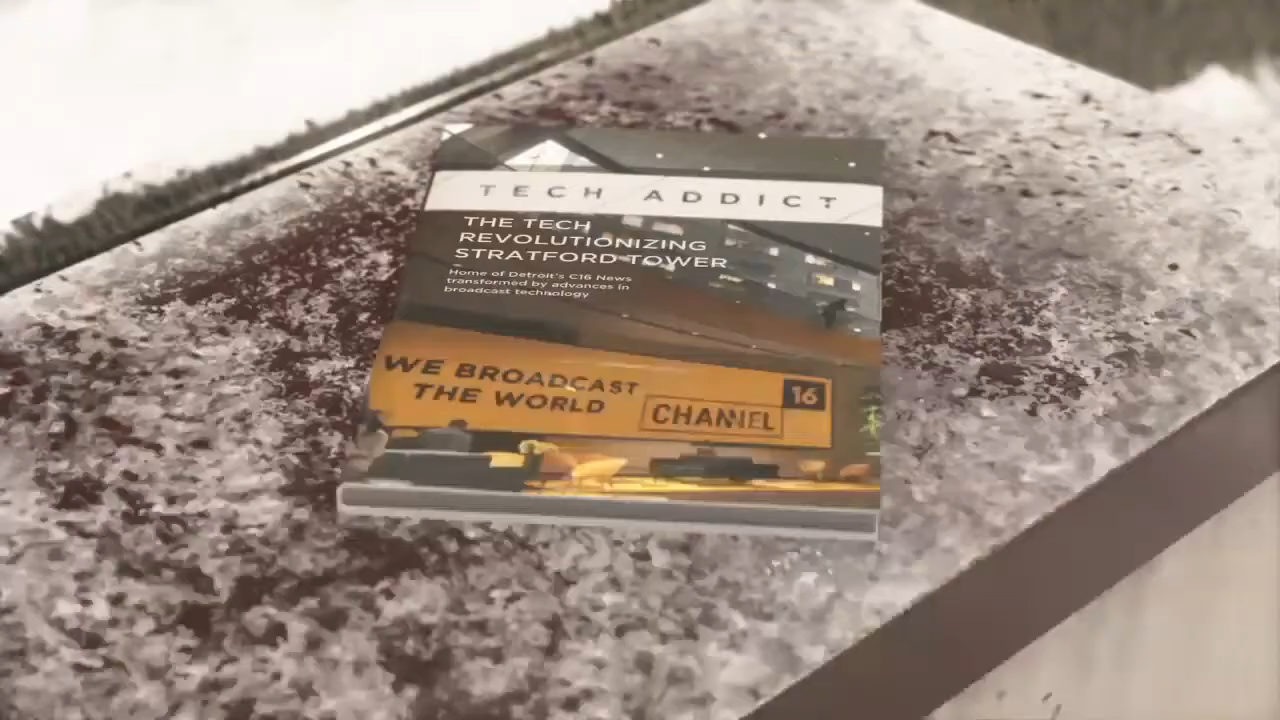 TECH ADDICT
THE TECH
REVOLUTIONIZING
STRATFORD TOWER
Home of Detroit's C16 News
transformed by advances in
broadcast technology
WE BROADCAST
THE WORLD
CHANNEL 16